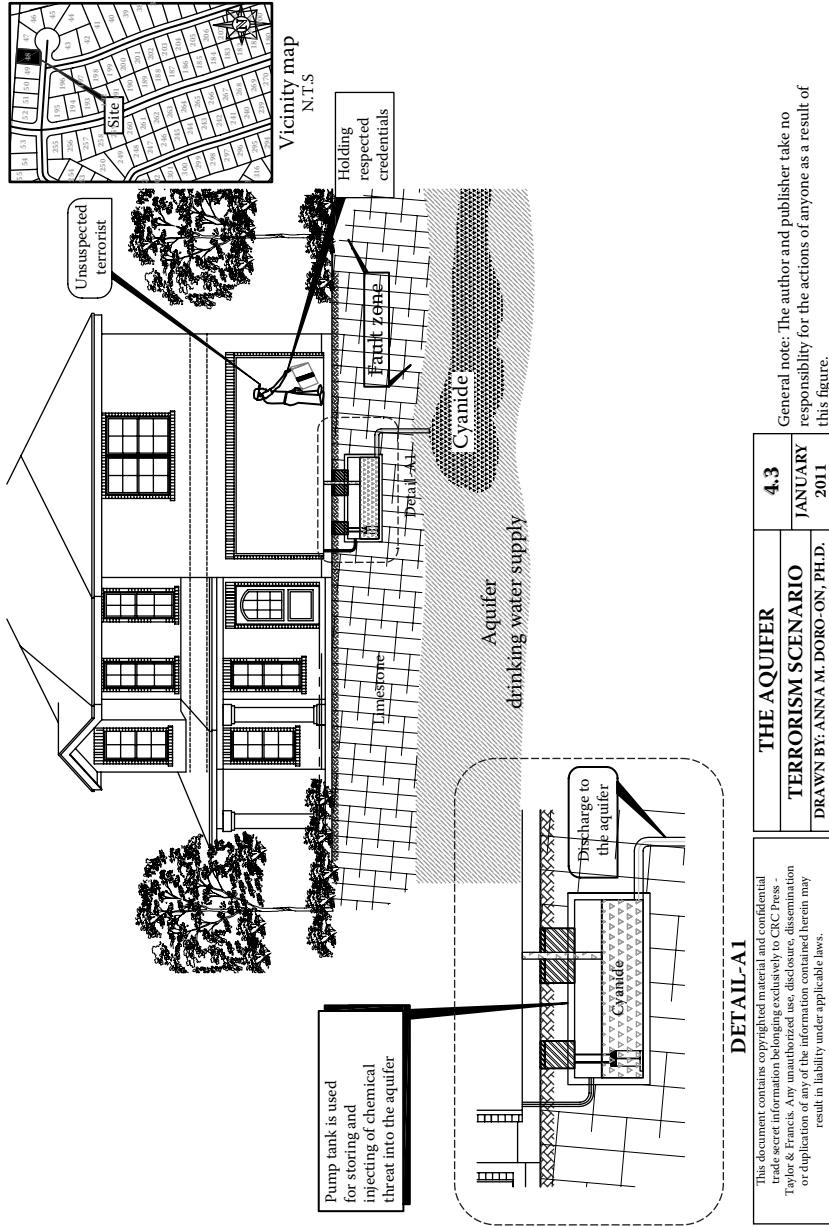 Site
Vicinity map
N.T.S
Unsuspected
terrorist
Holding
respected
credentials
Fault zone
Detail-A1
Cyanide
Limestone
Aquifer
drinking water supply
Pump tank is used
for storing and
injecting of chemical
threat into the aquifer
Discharge to
the aquifer
Cyanide
DETAIL-A1
This document contains copyrighted material and confidential
trade secret information belonging exclusively to CRC Press -
Taylor & Francis. Any unauthorized use, disclosure, dissemination
or duplication of any of the information contained herein may
result in liability under applicable laws.
THE AQUIFER
TERRORISM SCENARIO
DRAWN BY: ANNA M. DORO-ON, PH.D.
4.3
JANUARY
2011
General note: The author and publisher take no
responsiblity for the actions of anyone as a result of
this figure.